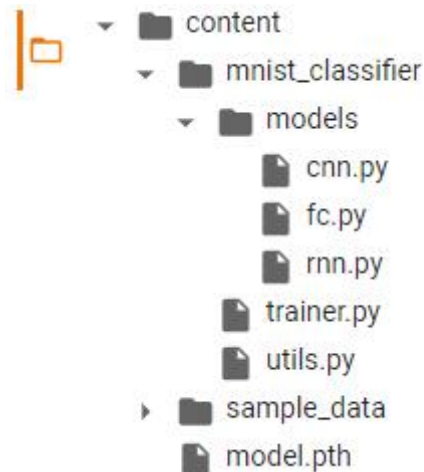 content
mnist_classifier
models
cnn.py
fc.py
rnn.py
trainer.py
utils.py
sample_data
model.pth